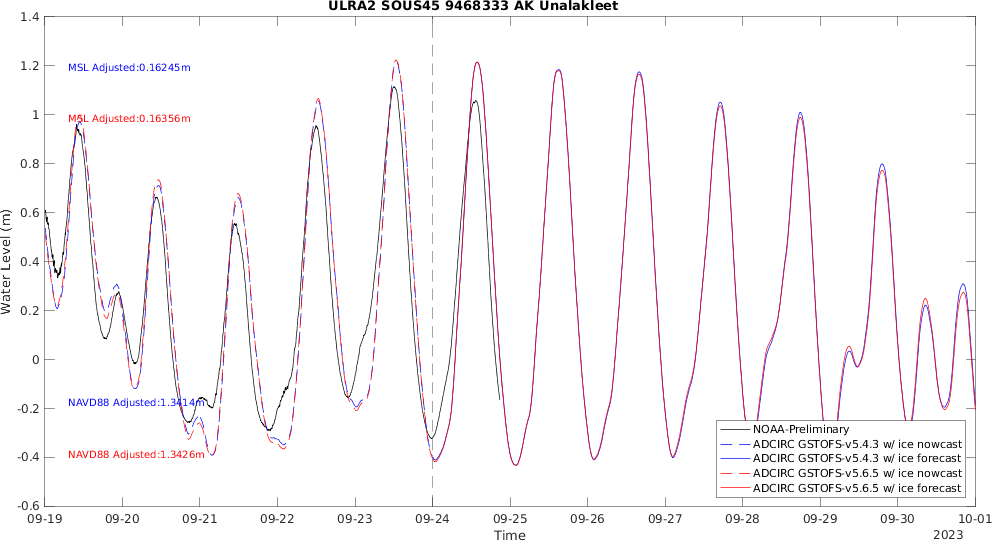 ULRA2 SOUS45 9468333 AK Unalakleet
1.4
1.2
1
0.8
0.6
0.4
0.2
0
-0.2
-0.4
-0.6
Water Level (m)
MSL Adjusted:0.16245m
MSL Adjusted:0.16356m
NAVD88 Adjusted:1.3414m
NAVD88 Adjusted:1.3426m
NOAA-Preliminary
ADCIRC GSTOFS-v5.4.3 w/ ice nowcast
ADCIRC GSTOFS-v5.4.3 w/ ice forecast
ADCIRC GSTOFS-v5.6.5 w/ ice nowcast
ADCIRC GSTOFS-v5.6.5 w/ ice forecast
09-19 09-20 09-21 09-22 09-23 09-24 09-25 09-26 09-27 09-28 09-29 09-30 10-01
Time
2023